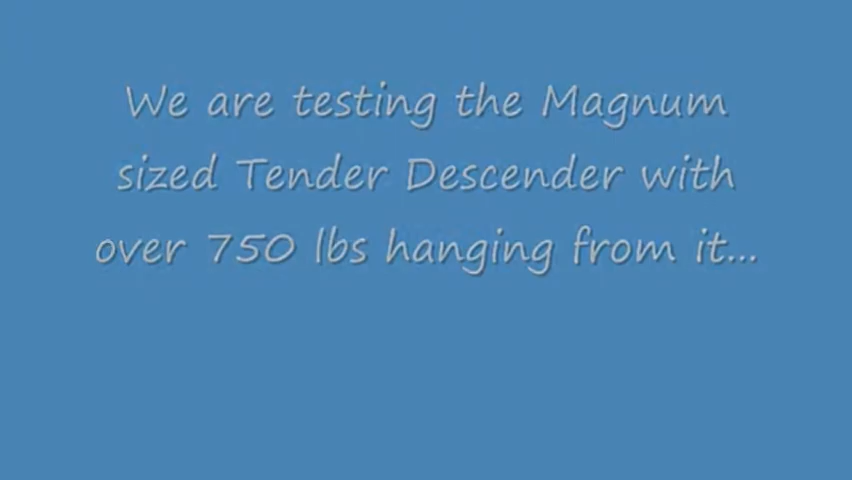 We are testing the Magnum
sized Tender Descender with
over 750 lbs hanging from it...